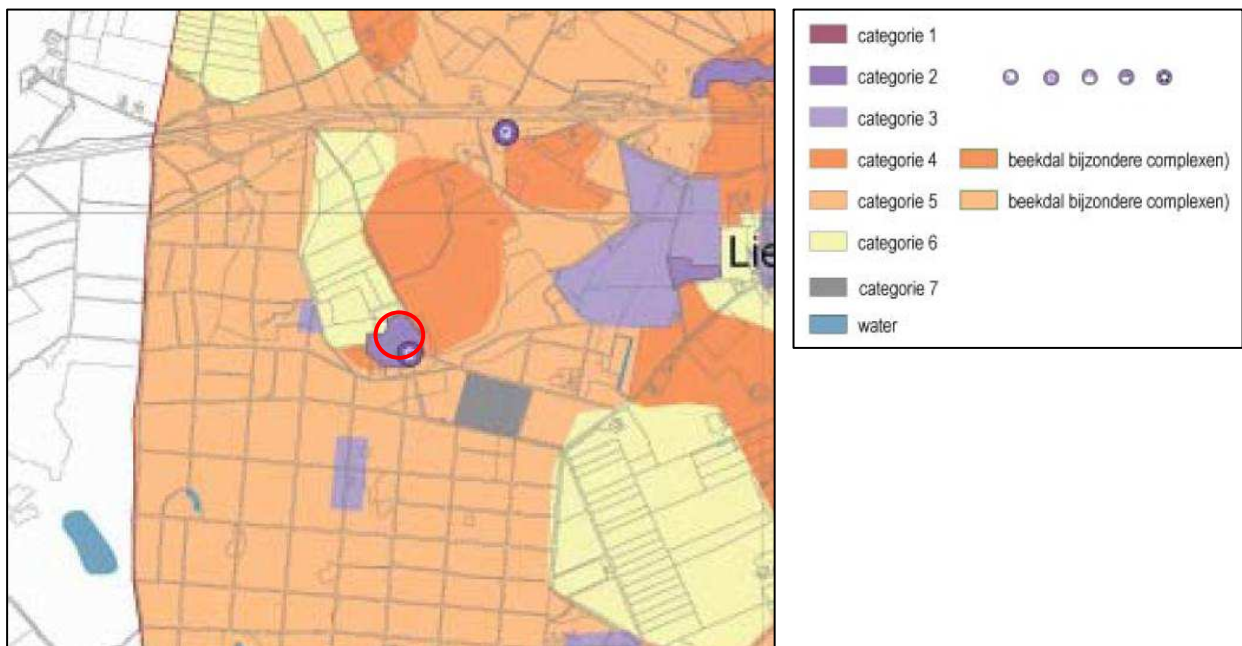 Lie
categorie 1
categorie 2
categorie 3
categorie 4
beekdal bijzondere complexen)
categorie 5
beekdal bijzondere complexen)
categorie 6
categorie 7
water